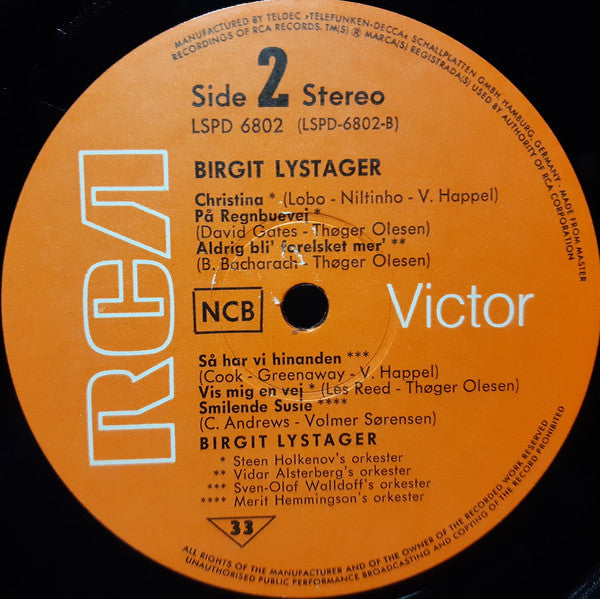 MANUFACTURED BY TELDEC »TELEFUNKEN-DECCA« SCHALLPLATTEN GMBH, HAMBURG, GERMANY · MADE FROM MASTER
RECORDINGS OF RCA RECORDS. TM(S) ® MARCA(S) REGISTRADA(S) USED BY AUTHORITY OF RCA CORPORATION
Side 2 Stereo
LSPD 6802 (LSPD-6802-B)
BIRGIT LYSTAGER
Christina * (Lobo - Niltinho - V. Happel)
På Regnbuevej *
(David Gates - Thøger Olesen)
Aldrig bli' forelsket mer' **
(B. Bacharach - Thøger Olesen)
RCA
NCB
Victor
Så har vi hinanden ***
(Cook - Greenaway - V. Happel)
Vis mig en vej * (Les Reed - Thøger Olesen)
Smilende Susie ****
(C. Andrews - Volmer Sørensen)
BIRGIT LYSTAGER
* Steen Holkenov's orkester
** Vidar Alsterberg's orkester
*** Sven-Olof Walldoff's orkester
**** Merit Hemmingson's orkester
33
ALL RIGHTS OF THE MANUFACTURER AND OF THE OWNER OF THE RECORDED WORK RESERVED
UNAUTHORISED PUBLIC PERFORMANCE BROADCASTING AND COPYING OF THE RECORD PROHIBITED